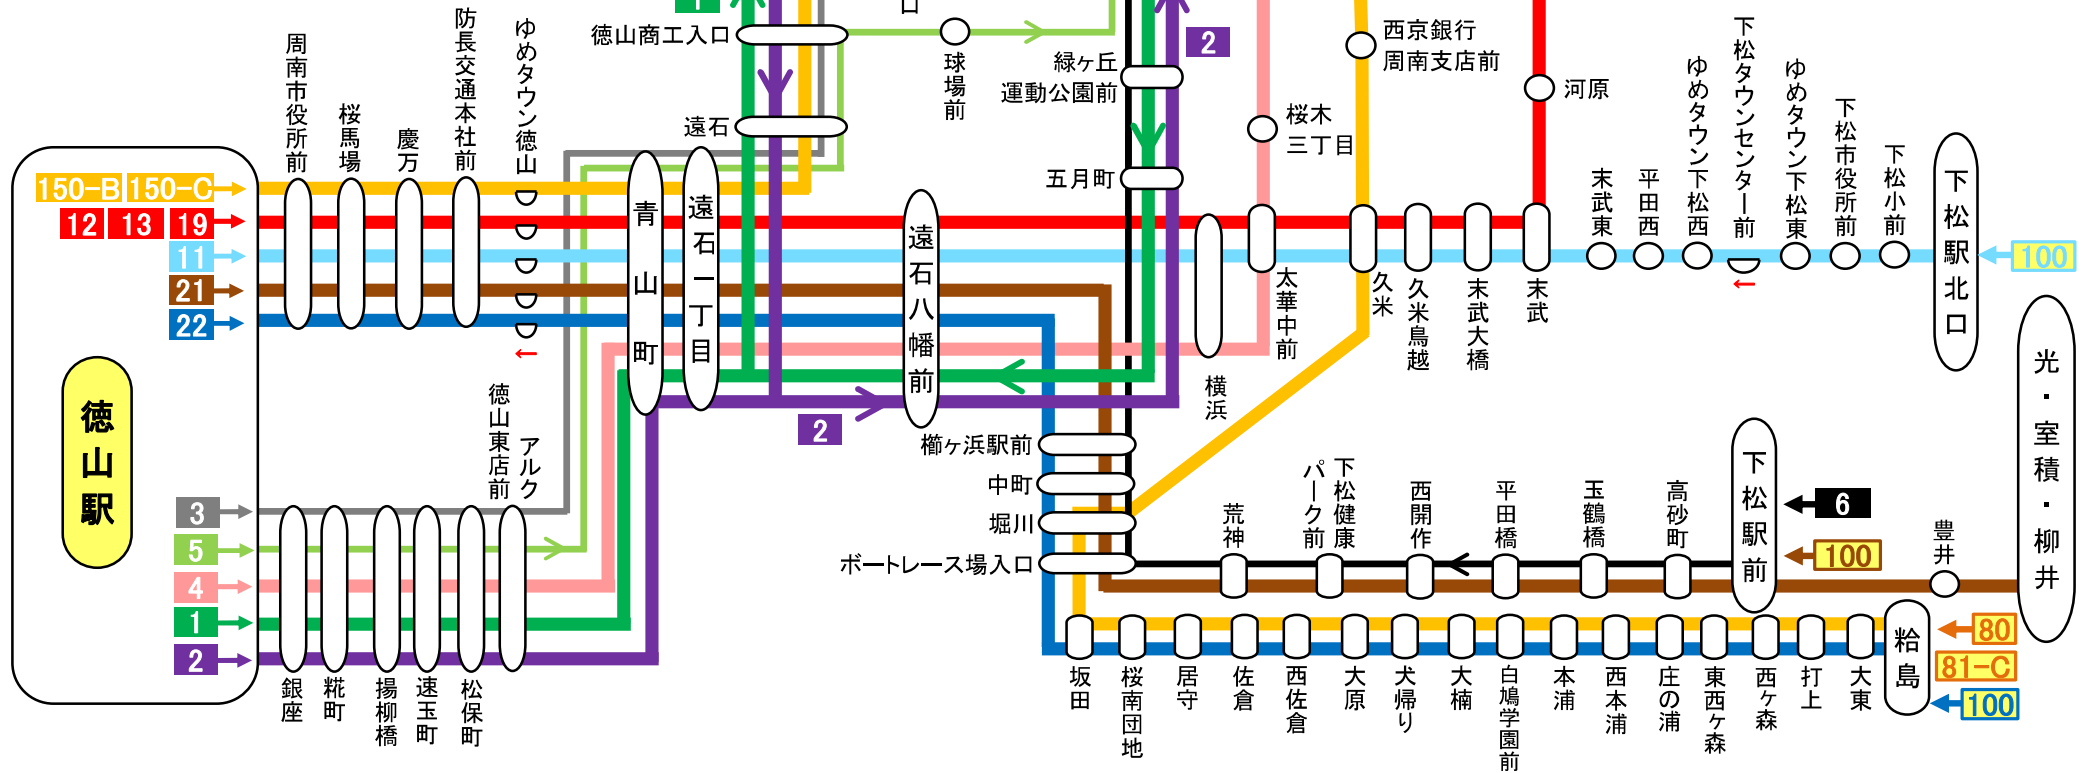 1
2
徳山商工入口
口
球場前
緑ヶ丘
運動公園前
西京銀行
周南支店前
河原
桜木
三丁目
遠石
五月町
周南市役所前
桜馬場
慶万
防長交通本社前
ゆめタウン徳山
←
150-B
150-C
12
13
19
11
21
22
徳山駅
3
5
4
1
2
銀座
糀町
揚柳橋
速玉町
松保町
徳山東店前
アルク
青山町
遠石一丁目
遠石八幡前
2
横浜
太華中前
久米
久米鳥越
末武大橋
末武
末武東
平田西
ゆめタウン下松西
下松タウンセンター前
←
ゆめタウン下松東
下松市役所前
下松小前
下松駅北口
100
櫛ヶ浜駅前
中町
堀川
ボートレース場入口
荒神
下松健康
パーク前
西開作
平田橋
玉鶴橋
高砂町
下松駅前
6
100
豊井
光・室積・柳井
坂田
桜南団地
居守
佐倉
西佐倉
大原
犬帰り
大楠
白鳩学園前
本浦
西本浦
庄の浦
東西ヶ森
西ヶ森
打上
大東
粭島
80
81-C
100